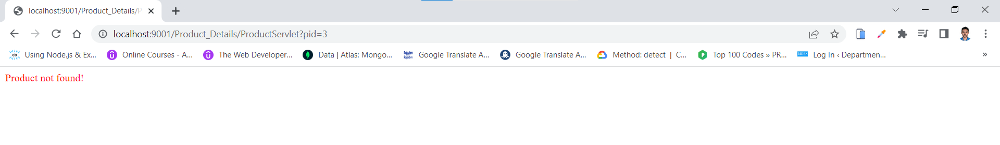 localhost:9001/Product_Details/P
localhost:9001/Product_Details/ProductServlet?pid=3
Using Node.js & Ex... Online Courses - A... The Web Developer... Data | Atlas: Mongo... Google Translate A... Google Translate A... Method: detect | C... Top 100 Codes » PR... RIDEN Log In ‹ Departmen... »
Product not found!